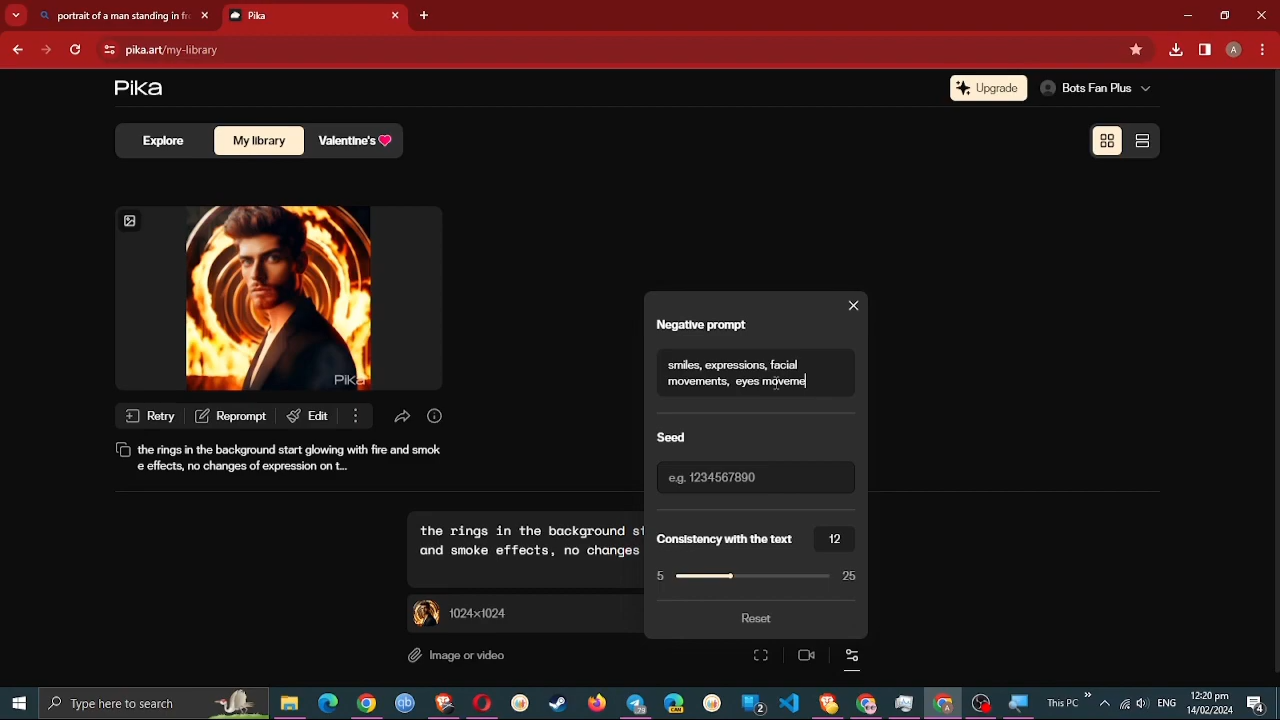 portrait of a man standing in fr
Pika
pika.art/my-library
A
Pika
Upgrade
Bots Fan Plus
Explore
My library
Valentine's
Pika
Retry
Reprompt
Edit
the rings in the background start glowing with fire and smok
e effects, no changes of expression on t...
Negative prompt
smiles, expressions, facial
movements,  eyes moveme
Seed
e.g. 1234567890
Consistency with the text
12
5
25
Reset
the rings in the background st
and smoke effects, no changes
1024×1024
Image or video
Type here to search
This PC
ENG
12:20 pm
14/02/2024